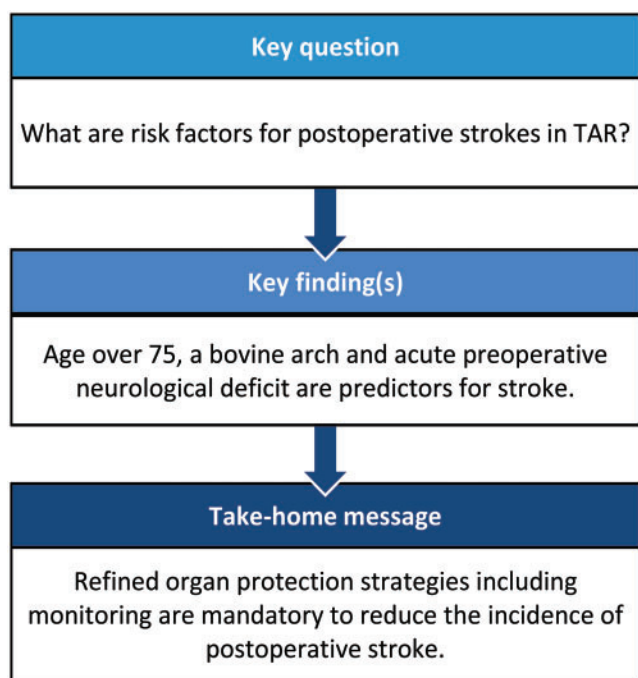 Key question
What are risk factors for postoperative strokes in TAR?
Key finding(s)
Age over 75, a bovine arch and acute preoperative
neurological deficit are predictors for stroke.
Take-home message
Refined organ protection strategies including
monitoring are mandatory to reduce the incidence of
postoperative stroke.